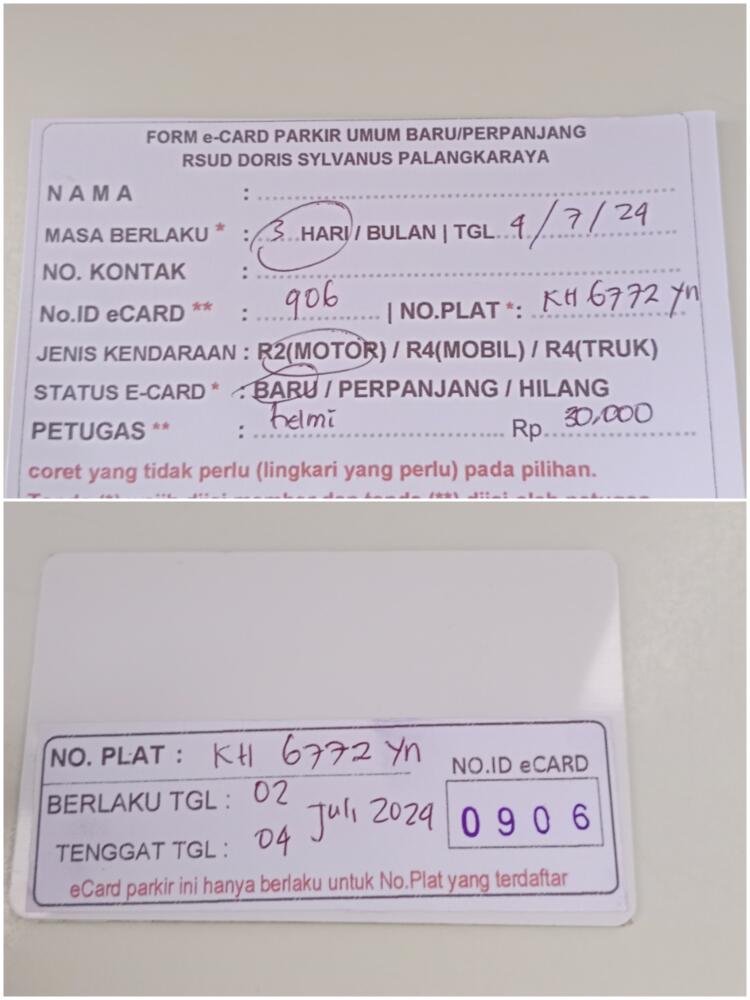 FORM e-CARD PARKIR UMUM BARU/PERPANJANG
RSUD DORIS SYLVANUS PALANGKARAYA
NAMA :
MASA BERLAKU * : 3 HARI / BULAN | TGL 4/7/24
NO. KONTAK :
No.ID eCARD ** : 906 | NO.PLAT *: KH 6772 yn
JENIS KENDARAAN : R2(MOTOR) / R4(MOBIL) / R4(TRUK)
STATUS E-CARD * : BARU / PERPANJANG / HILANG
PETUGAS ** : helmi Rp. 30,000
coret yang tidak perlu (lingkari yang perlu) pada pilihan.
NO. PLAT : KH 6772 yn
NO.ID eCARD
BERLAKU TGL : 02
Juli 2024
0906
TENGGAT TGL : 04
eCard parkir ini hanya berlaku untuk No.Plat yang terdaftar